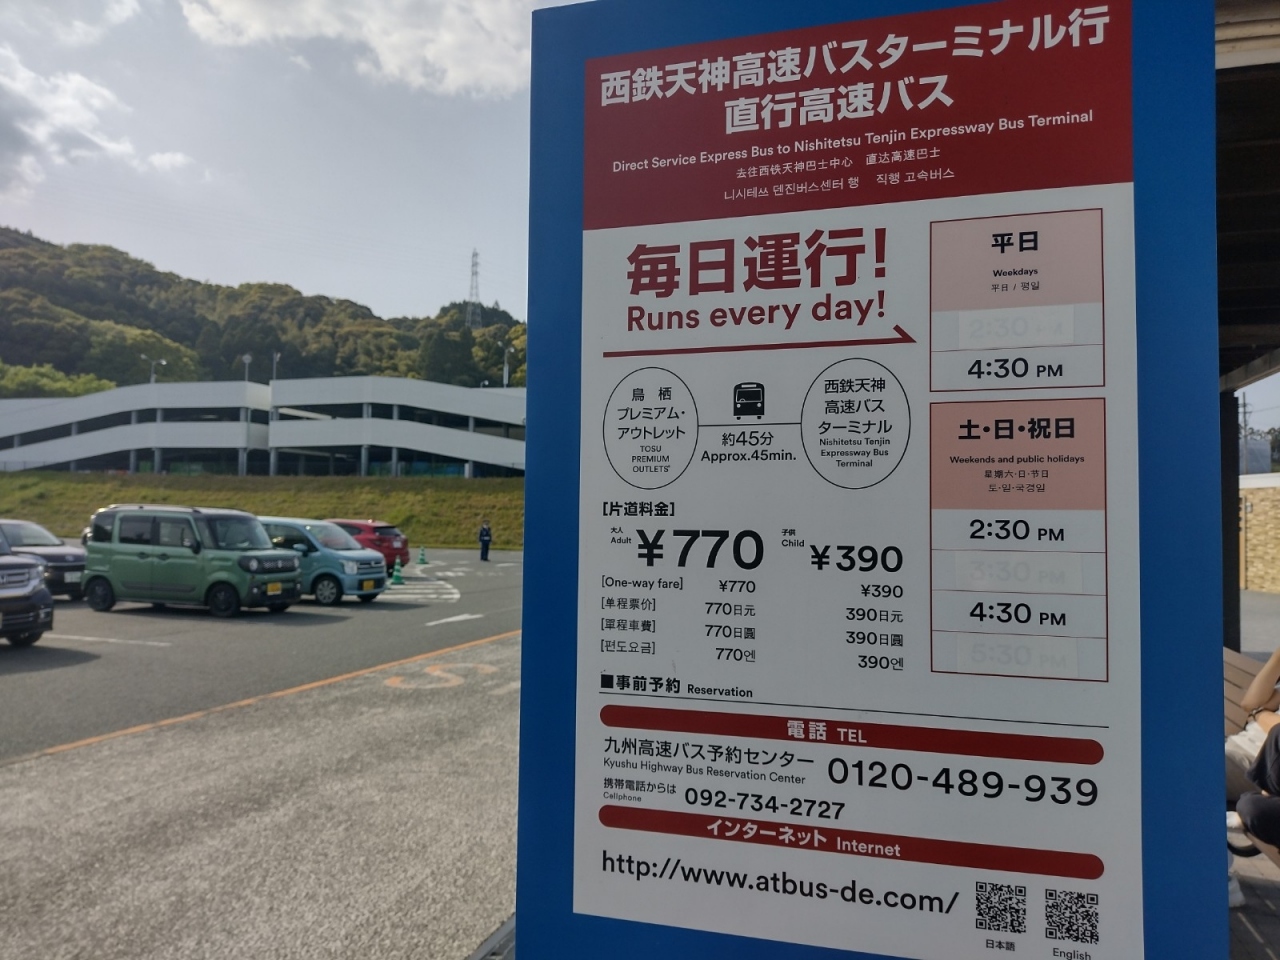 西鉄天神高速バスターミナル行
直行高速バス
Direct Service Express Bus to Nishitetsu Tenjin Expressway Bus Terminal
去往西铁天神巴士中心 直达高速巴士
니시테쓰 덴진버스센터 행 직행 고속버스
毎日運行!
Runs every day!
鳥 栖
プレミアム・
アウトレット
TOSU
PREMIUM
OUTLETS
約45分
Approx.45min.
西鉄天神
高速バス
ターミナル
Nishitetsu Tenjin
Expressway Bus
Terminal
平日
Weekdays
平日 / 평일
2:30
4:30 PM
土・日・祝日
Weekends and public holidays
星期六·日·节日
토·일·국경일
2:30 PM
3:30 PM
4:30 PM
5:30 PM
[片道料金]
大人
Adult
¥770
子供
Child
¥390
[One-way fare] ¥770 ¥390
[单程票价] 770日元 390日元
[單程車費] 770日圓 390日圓
[편도요금] 770엔 390엔
■事前予約 Reservation
電話 TEL
九州高速バス予約センター
Kyushu Highway Bus Reservation Center
0120-489-939
携帯電話からは
Cellphone
092-734-2727
インターネット Internet
http://www.atbus-de.com/
日本語
English